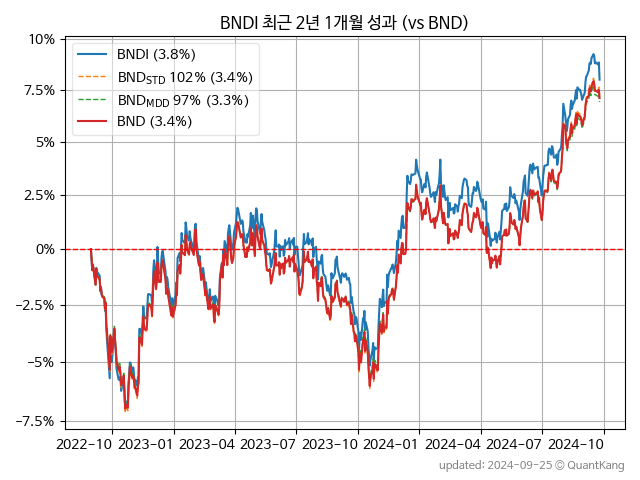 BNDI 최근 2년 1개월 성과 (vs BND)
10%
7.5%
5%
2.5%
0%
−2.5%
−5%
−7.5%
BNDI (3.8%)
BND_STD 102% (3.4%)
BND_MDD 97% (3.3%)
BND (3.4%)
2022-10 2023-01 2023-04 2023-07 2023-10 2024-01 2024-04 2024-07 2024-10
updated: 2024-09-25 © QuantKang